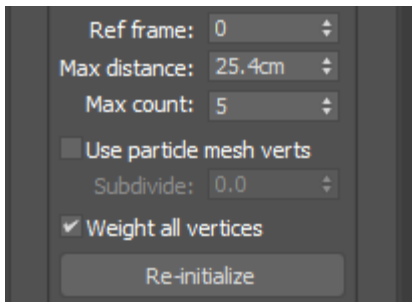 Ref frame: 0
Max distance: 25.4cm
Max count: 5
Use particle mesh verts
Subdivide: 0.0
Weight all vertices
Re-initialize